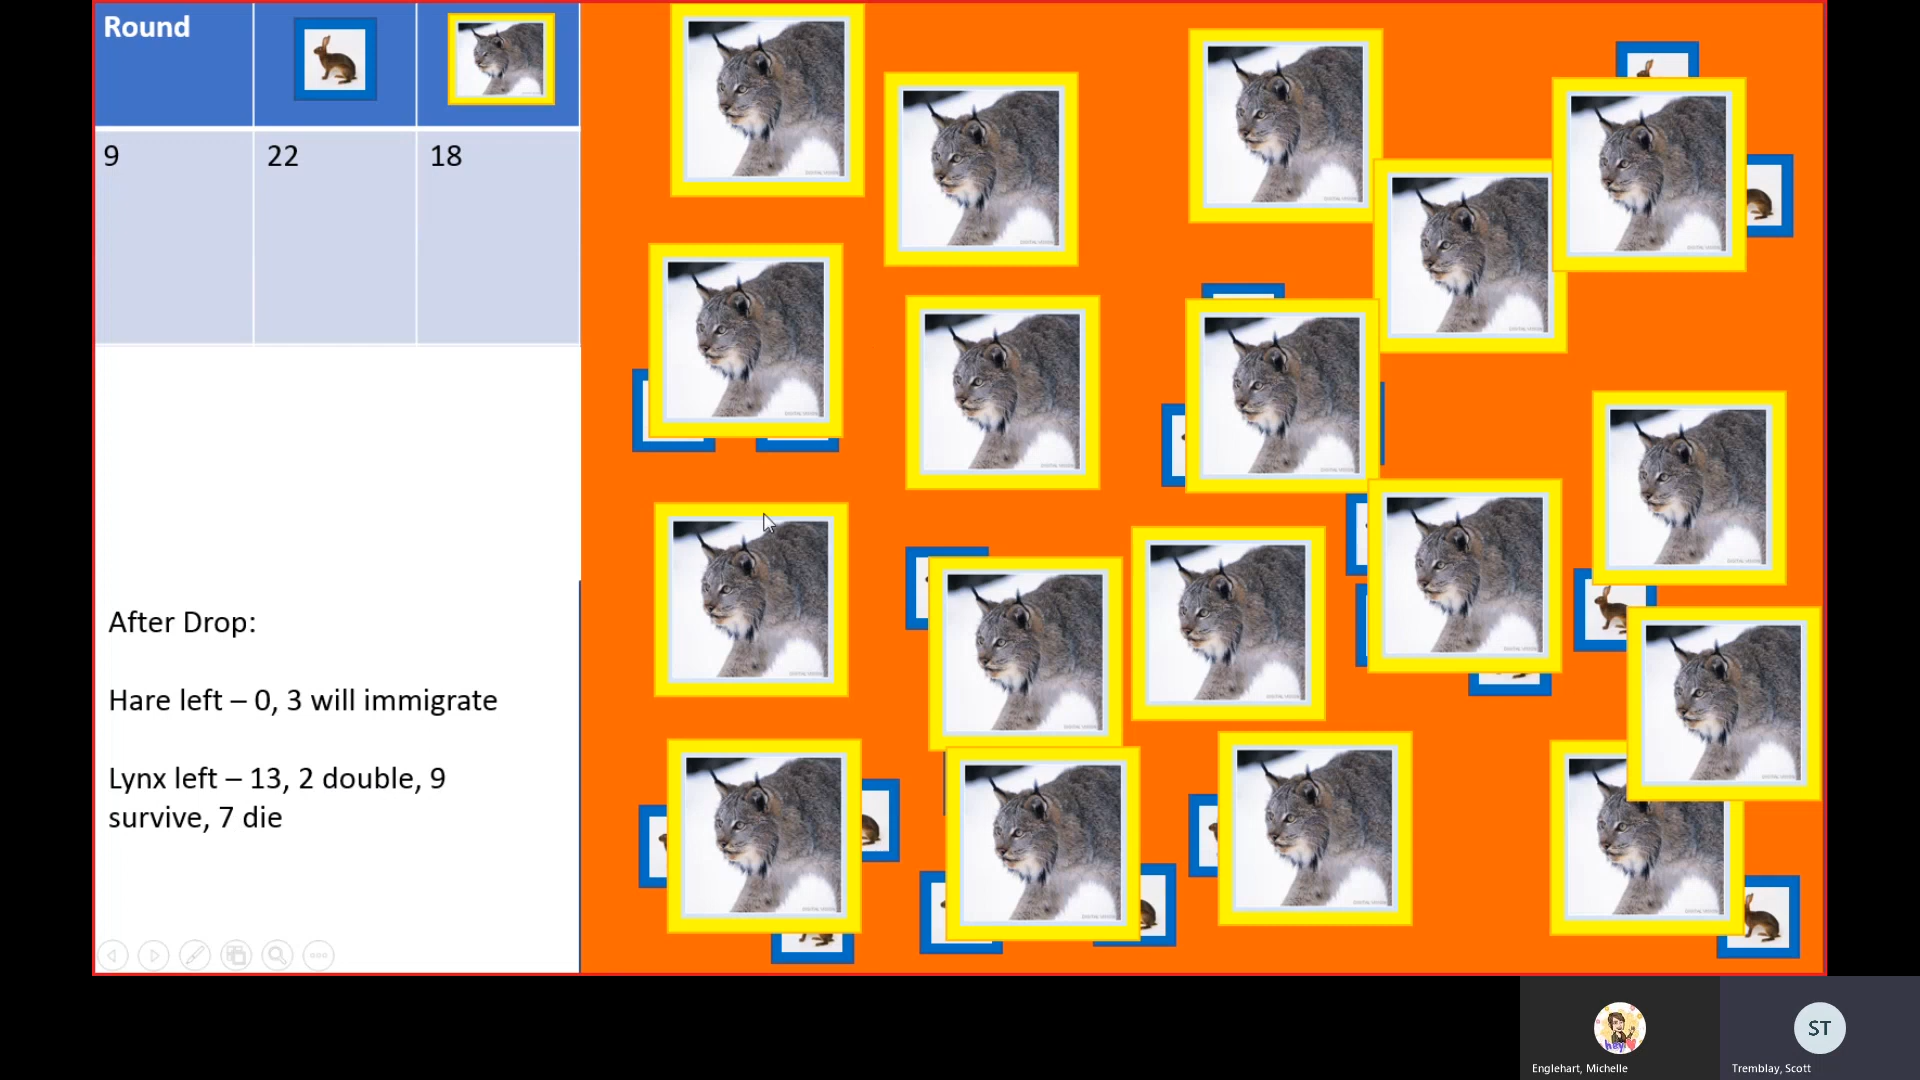 Round
9 22 18
After Drop:
Hare left – 0, 3 will immigrate
Lynx left – 13, 2 double, 9
survive, 7 die
hey!
ST
Englehart, Michelle
Tremblay, Scott